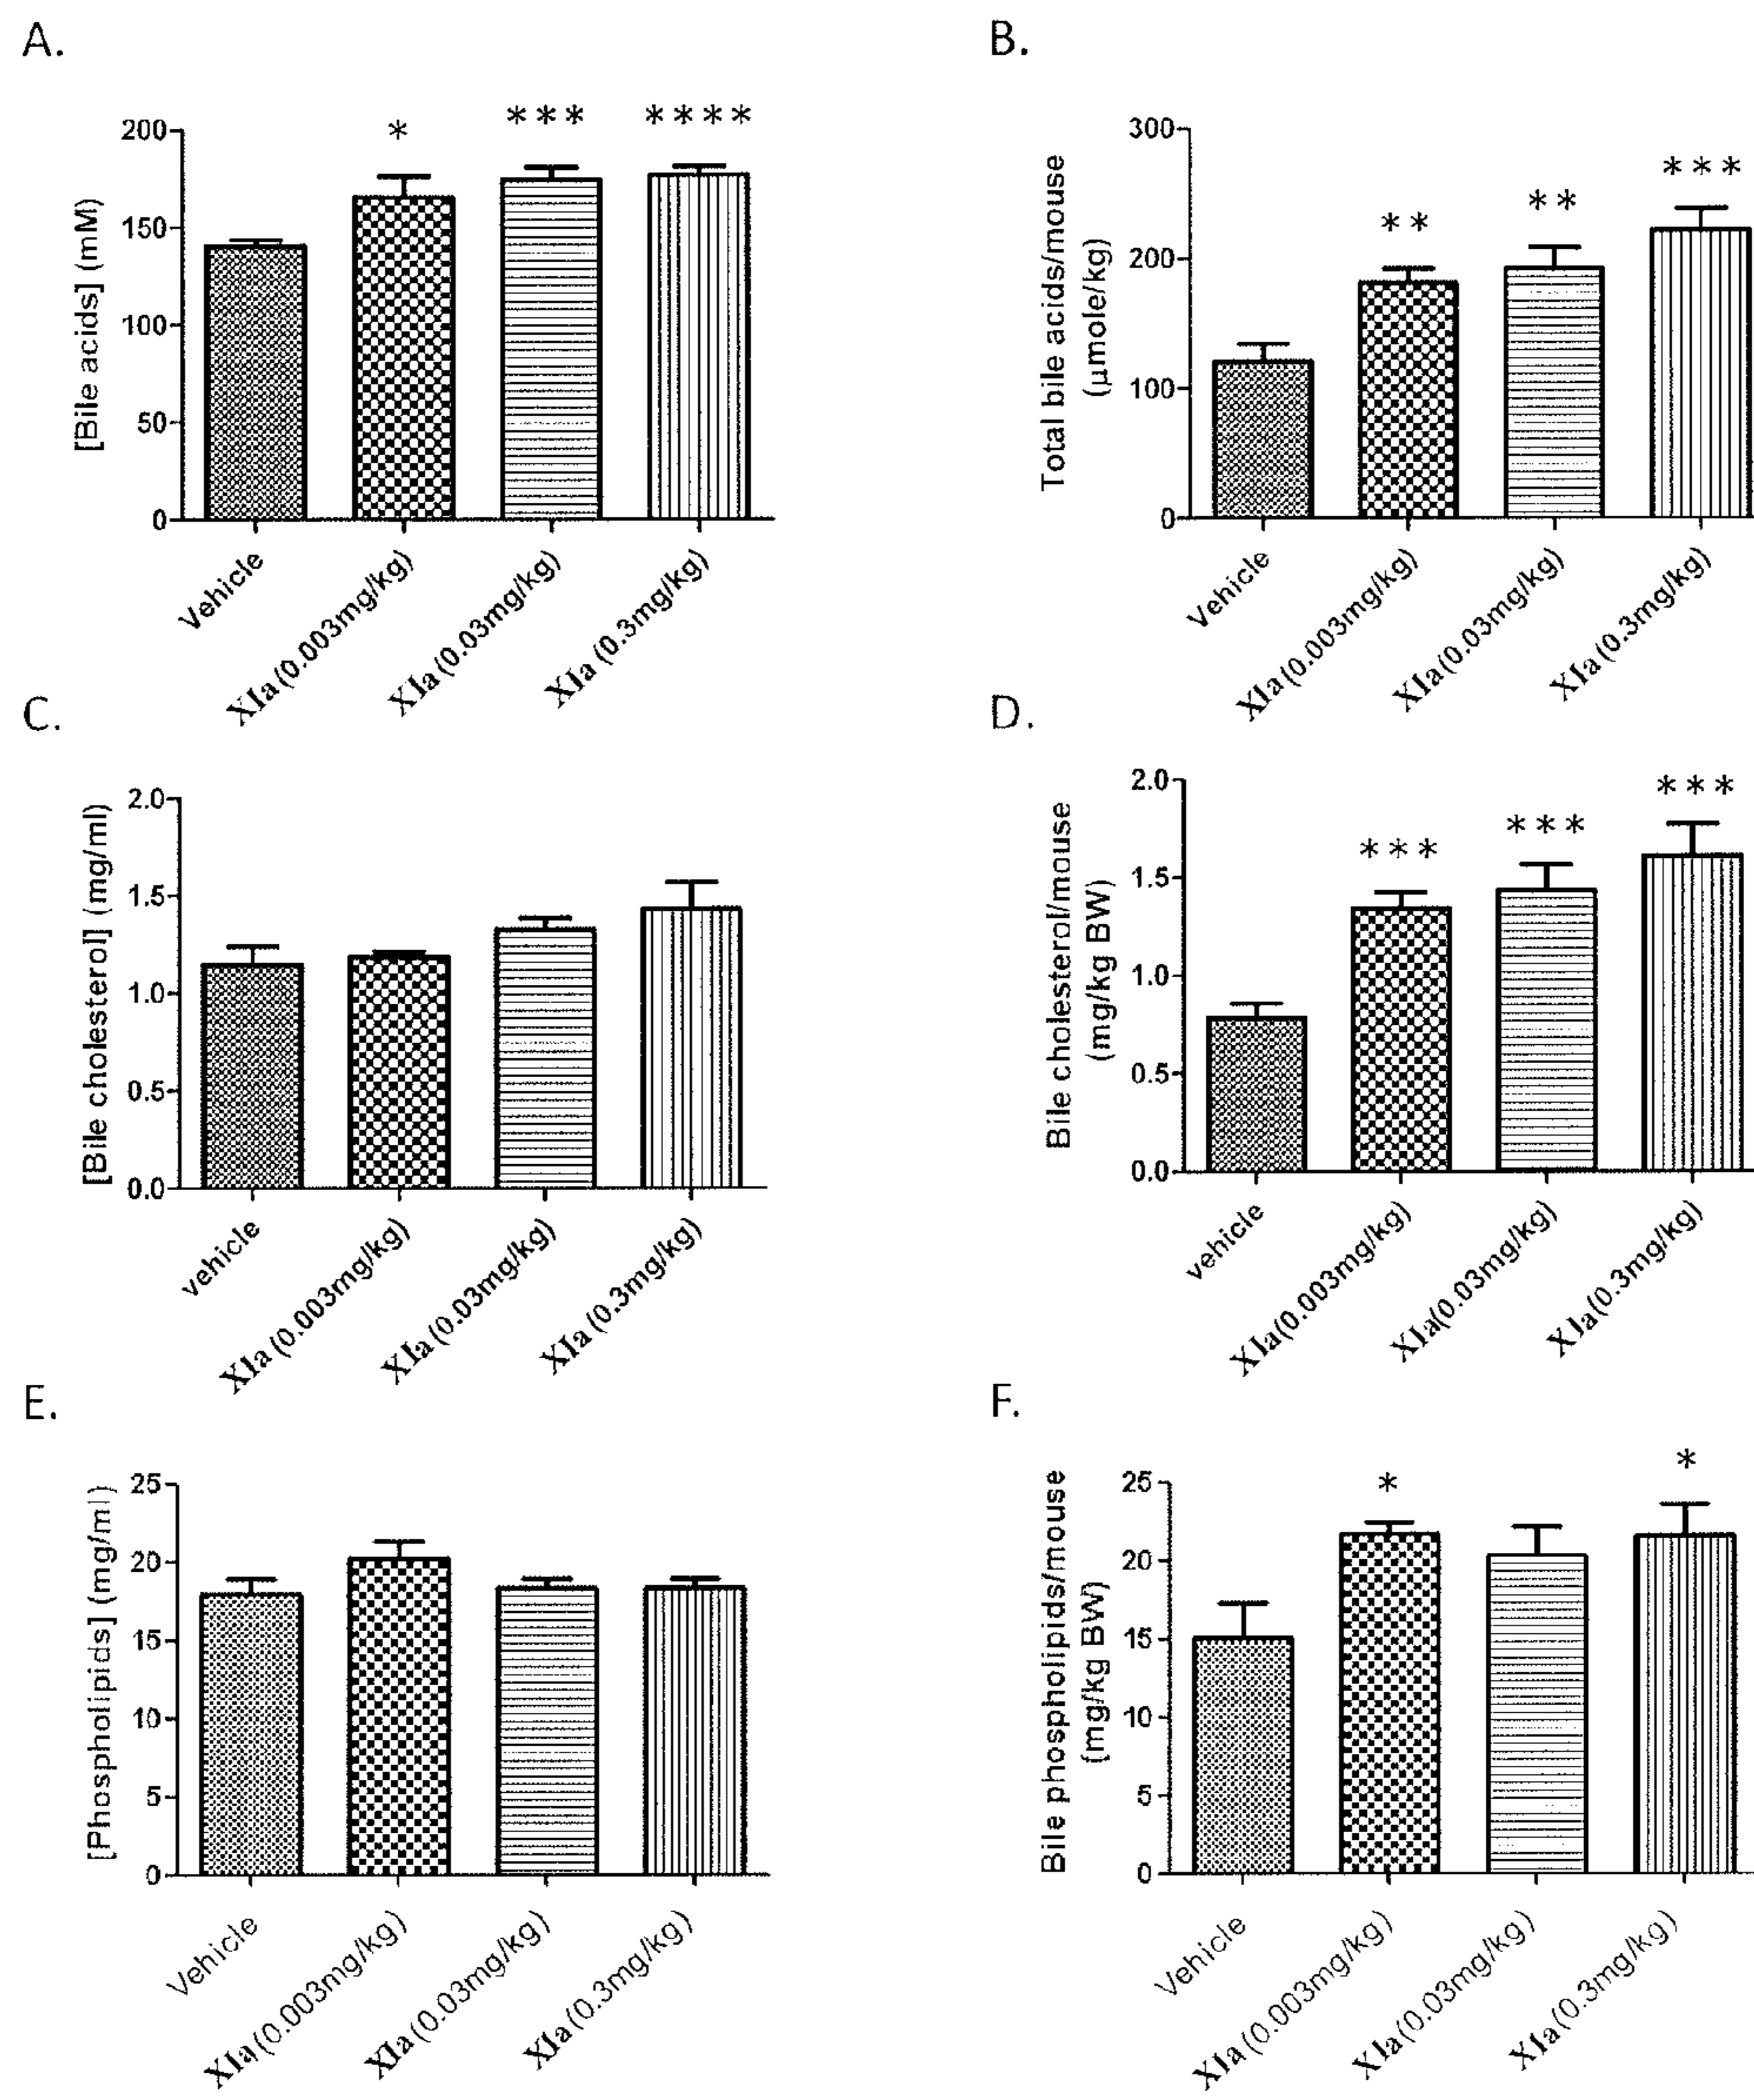 A.
[Bile acids] (mM)
200
150
100
50
0
*
***
****
Vehicle
XIa (0.003mg/kg)
XIa (0.03mg/kg)
XIa (0.3mg/kg)
B.
Total bile acids/mouse
(µmole/kg)
300
200
100
0
**
**
***
Vehicle
XIa (0.003mg/kg)
XIa (0.03mg/kg)
XIa (0.3mg/kg)
C.
[Bile cholesterol] (mg/ml)
2.0
1.5
1.0
0.5
0.0
vehicle
XIa (0.003mg/kg)
XIa (0.03mg/kg)
XIa (0.3mg/kg)
D.
Bile cholesterol/mouse
(mg/kg BW)
2.0
1.5
1.0
0.5
0.0
***
***
***
vehicle
XIa(0.003mg/kg)
XIa(0.03mg/kg)
XIa(0.3mg/kg)
E.
[Phospholipids] (mg/ml)
25
20
15
10
5
0
Vehicle
XIa (0.003mg/kg)
XIa (0.03mg/kg)
XIa (0.3mg/kg)
F.
Bile phospholipids/mouse
(mg/kg BW)
25
20
15
10
5
0
*
*
Vehicle
XIa (0.003mg/kg)
XIa (0.03mg/kg)
XIa (0.3mg/kg)